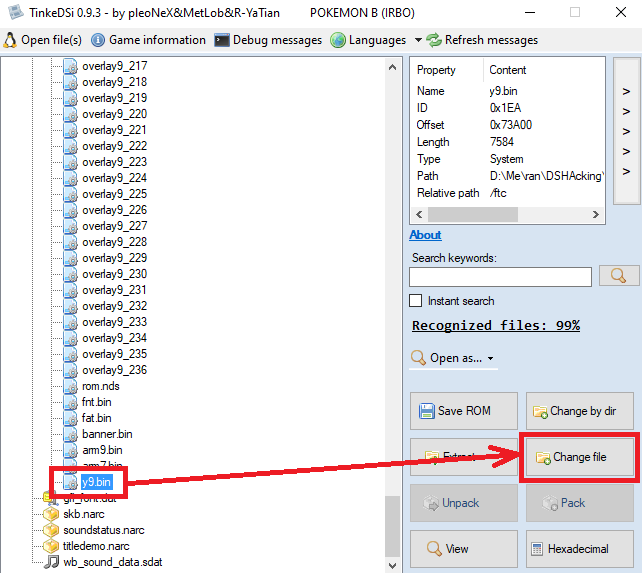 TinkeDSi 0.9.3 - by pleoNeX&MetLob&R-YaTian POKEMON B (IRBO)
Open file(s) Game information Debug messages Languages Refresh messages
overlay9_217
overlay9_218
overlay9_219
overlay9_220
overlay9_221
overlay9_222
overlay9_223
overlay9_224
overlay9_225
overlay9_226
overlay9_227
overlay9_228
overlay9_229
overlay9_230
overlay9_231
overlay9_232
overlay9_233
overlay9_234
overlay9_235
overlay9_236
rom.nds
fnt.bin
fat.bin
banner.bin
arm9.bin
arm7.bin
y9.bin
gfl_font.dat
skb.narc
soundstatus.narc
titledemo.narc
wb_sound_data.sdat
Property Content
Name y9.bin
ID 0x1EA
Offset 0x73A00
Length 7584
Type System
Path D:\Me\ran\DSHAcking\
Relative path /ftc
>
>
>
>
>
About
Search keywords:
Instant search
Recognized files: 99%
Open as...
Save ROM Change by dir
Extract Change file
Unpack Pack
View Hexadecimal